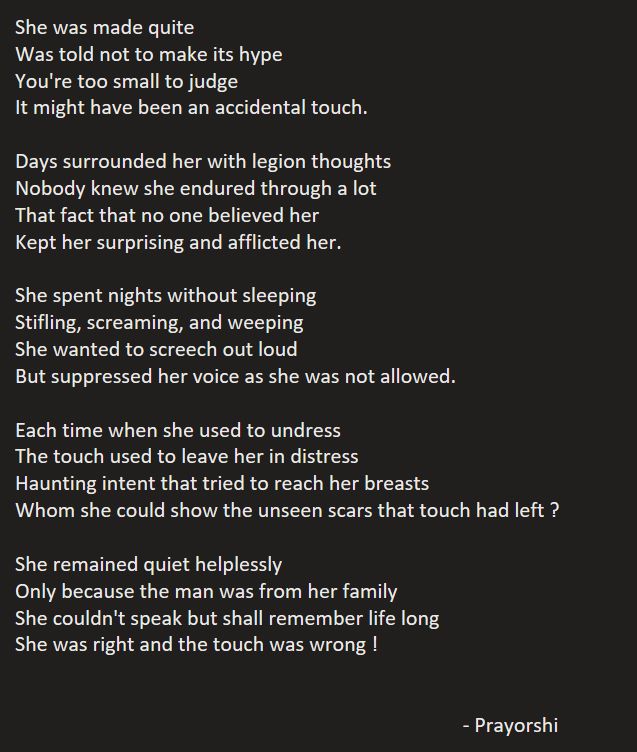 She was made quite
Was told not to make its hype
You're too small to judge
It might have been an accidental touch.
Days surrounded her with legion thoughts
Nobody knew she endured through a lot
That fact that no one believed her
Kept her surprising and afflicted her.
She spent nights without sleeping
Stifling, screaming, and weeping
She wanted to screech out loud
But suppressed her voice as she was not allowed.
Each time when she used to undress
The touch used to leave her in distress
Haunting intent that tried to reach her breasts
Whom she could show the unseen scars that touch had left ?
She remained quiet helplessly
Only because the man was from her family
She couldn't speak but shall remember life long
She was right and the touch was wrong !
- Prayorshi